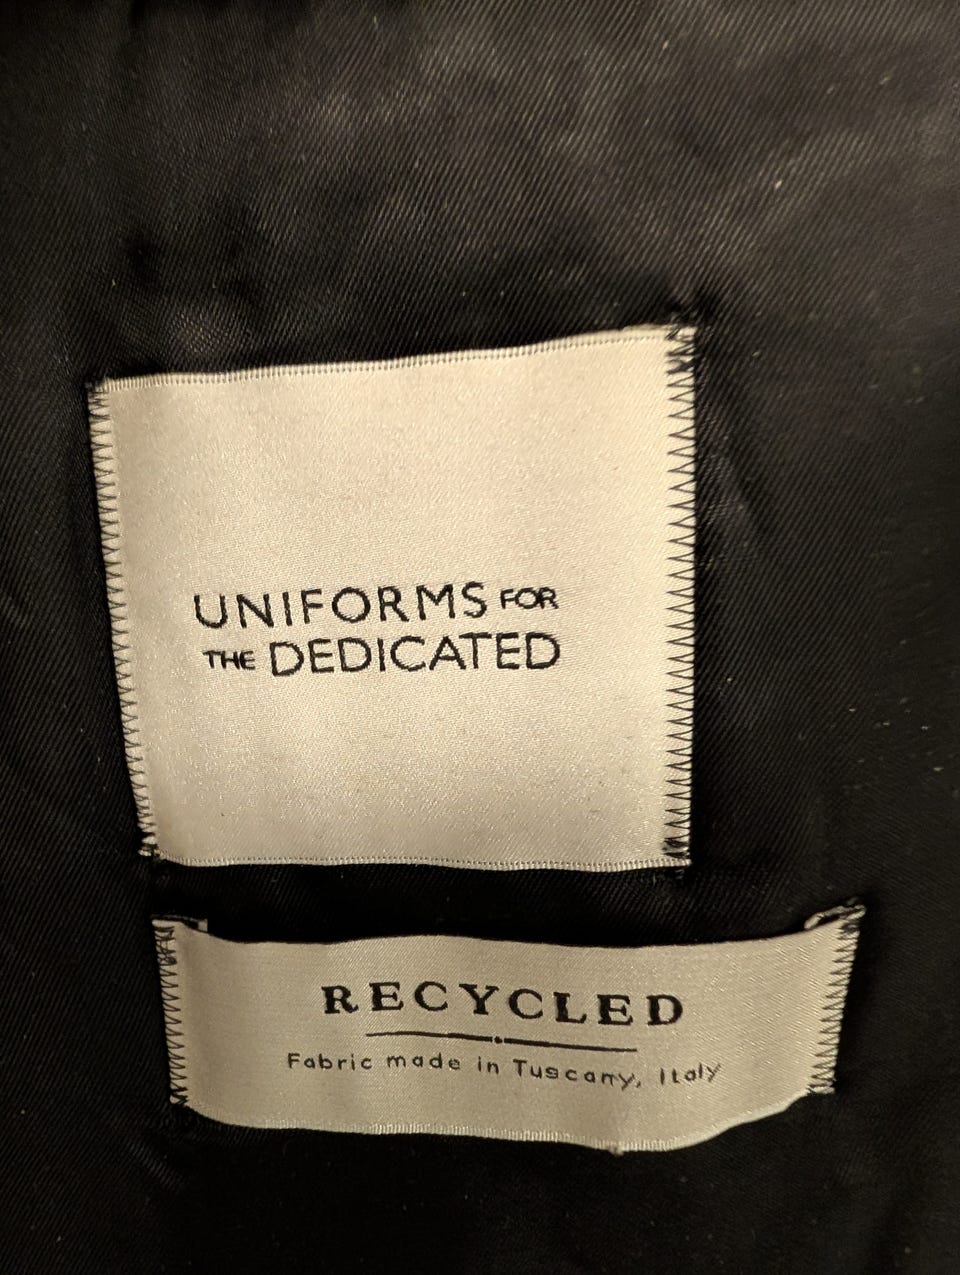 UNIFORMS FOR
THE DEDICATED
RECYCLED
Fabric made in Tuscany, Italy